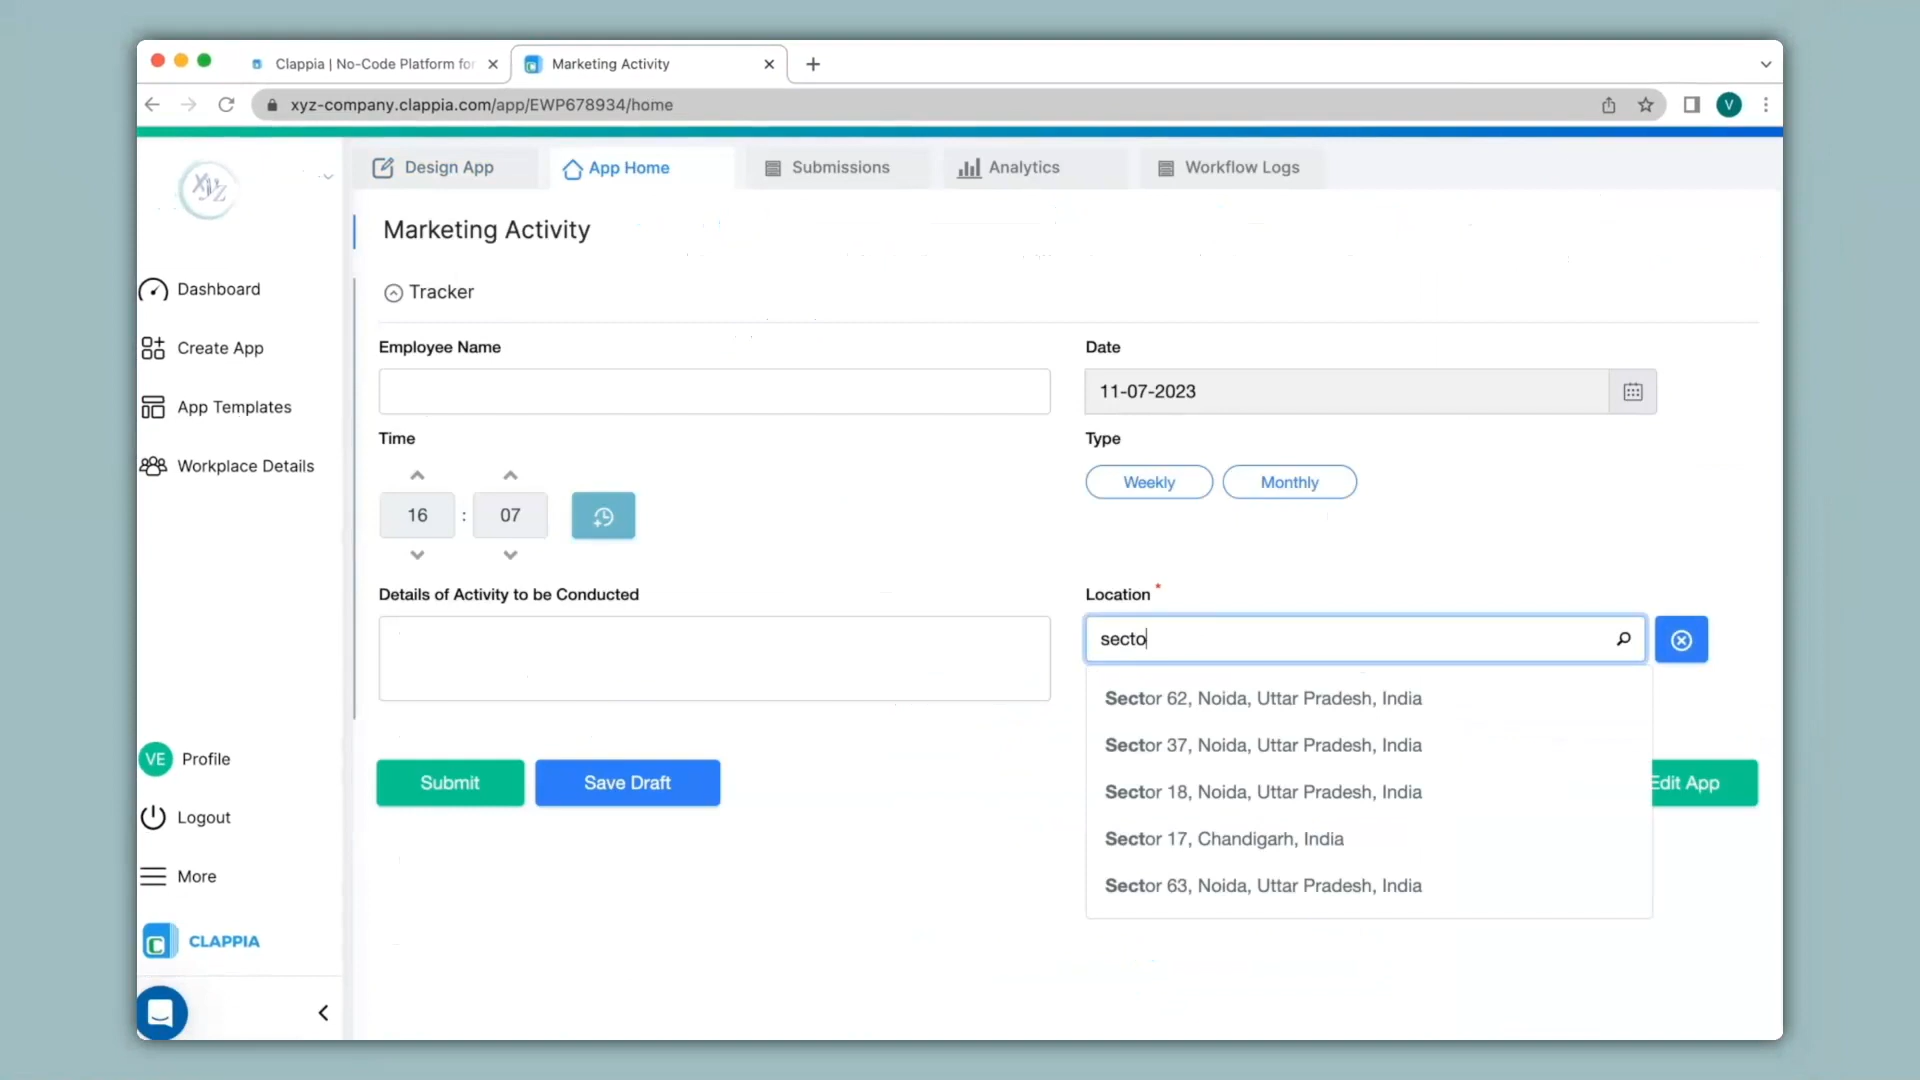 Clappia | No-Code Platform for
Marketing Activity
xyz-company.clappia.com/app/EWP678934/home
V
XYZ
Design App
App Home
Submissions
Analytics
Workflow Logs
Marketing Activity
Dashboard
Create App
App Templates
Workplace Details
Tracker
Employee Name
Date
11-07-2023
Time
16 : 07
Type
Weekly
Monthly
Details of Activity to be Conducted
Location *
secto
Sector 62, Noida, Uttar Pradesh, India
Sector 37, Noida, Uttar Pradesh, India
Sector 18, Noida, Uttar Pradesh, India
Sector 17, Chandigarh, India
Sector 63, Noida, Uttar Pradesh, India
Submit
Save Draft
Edit App
VE Profile
Logout
More
CLAPPIA